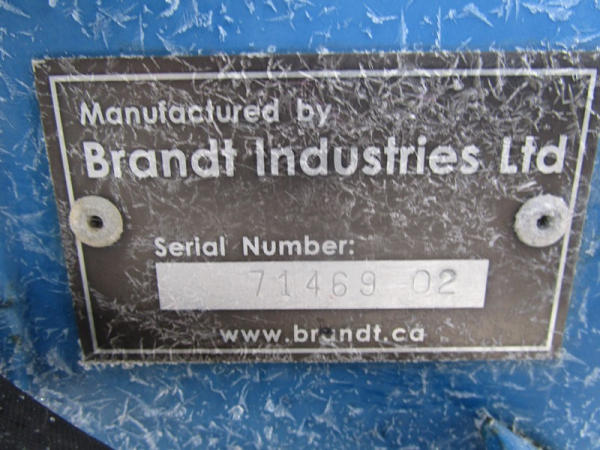 Manufactured by
Brandt Industries Ltd
Serial Number:
71469 02
www.brandt.ca